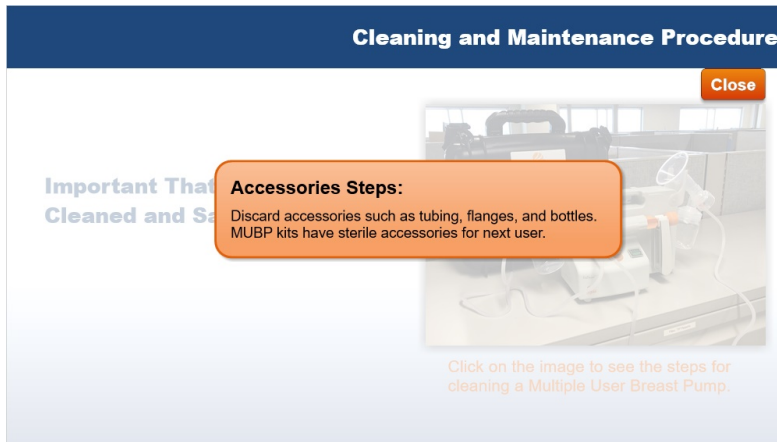 Cleaning and Maintenance Procedure
Close
Important That
Cleaned and Sa
Accessories Steps:
Discard accessories such as tubing, flanges, and bottles.
MUBP kits have sterile accessories for next user.
Click on the image to see the steps for
cleaning a Multiple User Breast Pump.